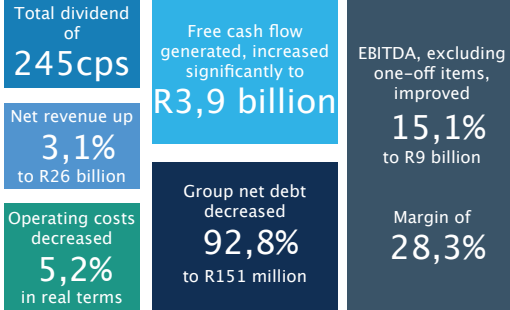 Total dividend
of
245cps
Net revenue up
3,1%
to R26 billion
Operating costs
decreased
5,2%
in real terms
Free cash flow
generated, increased
significantly to
R3,9 billion
Group net debt
decreased
92,8%
to R151 million
EBITDA, excluding
one-off items,
improved
15,1%
to R9 billion
Margin of
28,3%